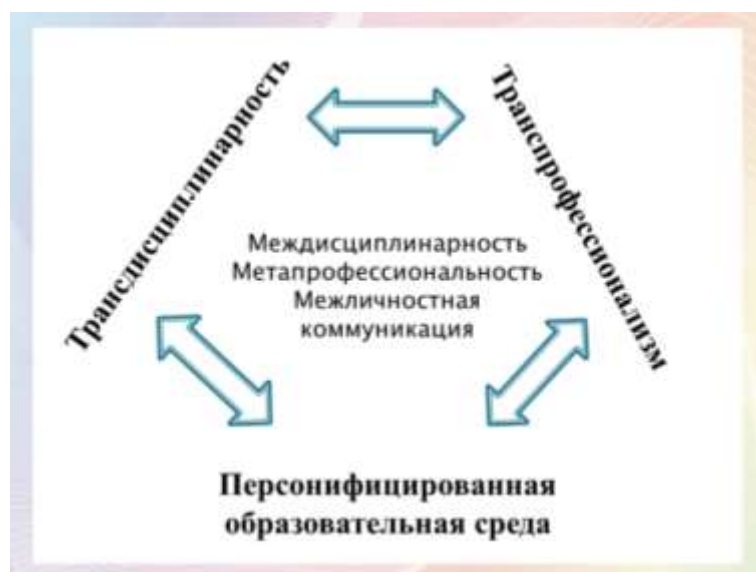 Трансдисциплинарность
Транспрофессионализм
Междисциплинарность
Метапрофессиональность
Межличностная
коммуникация
Персонифицированная
образовательная среда